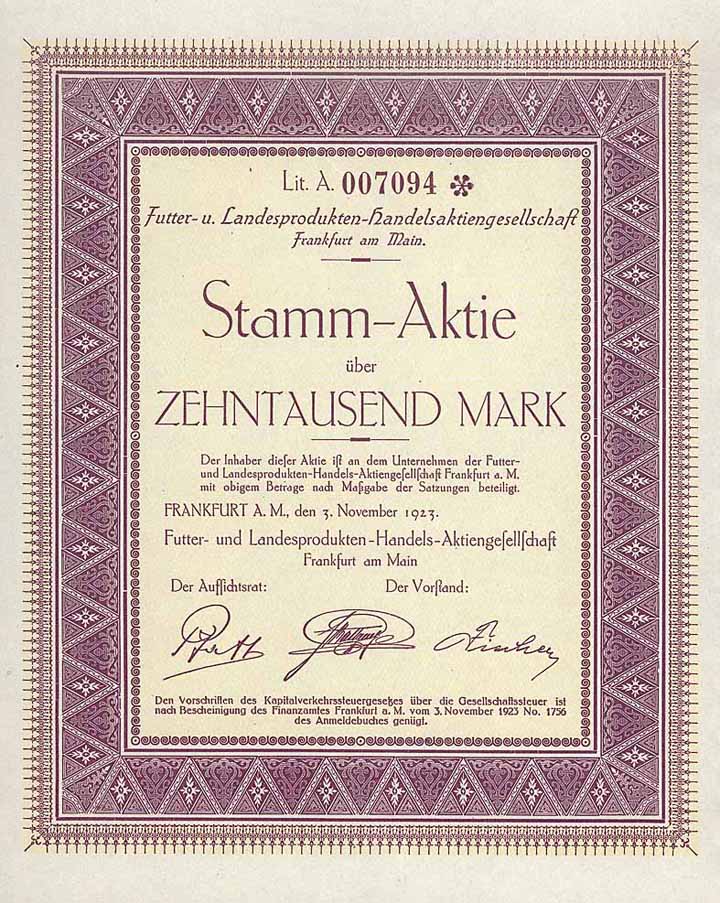 Lit. A. 007094 ✻
Futter- u. Landesprodukten-Handelsaktiengesellschaft
Frankfurt am Main.
Stamm-Aktie
über
ZEHNTAUSEND MARK
Der Inhaber dieſer Aktie iſt an dem Unternehmen der Futter-
und Landesprodukten-Handels-Aktiengeſellſchaft Frankfurt a. M.
mit obigem Betrage nach Maßgabe der Satzungen beteiligt.
FRANKFURT A. M., den 3. November 1923.
Futter- und Landesprodukten-Handels-Aktiengeſellſchaft
Frankfurt am Main
Der Aufſichtsrat: Der Vorſtand:
Fischer
Den Vorschriften des Kapitalverkehrssteuergesetzes über die Gesellschaftssteuer ist
nach Bescheinigung des Finanzamtes Frankfurt a. M. vom 3. November 1923 No. 1756
des Anmeldebuches genügt.